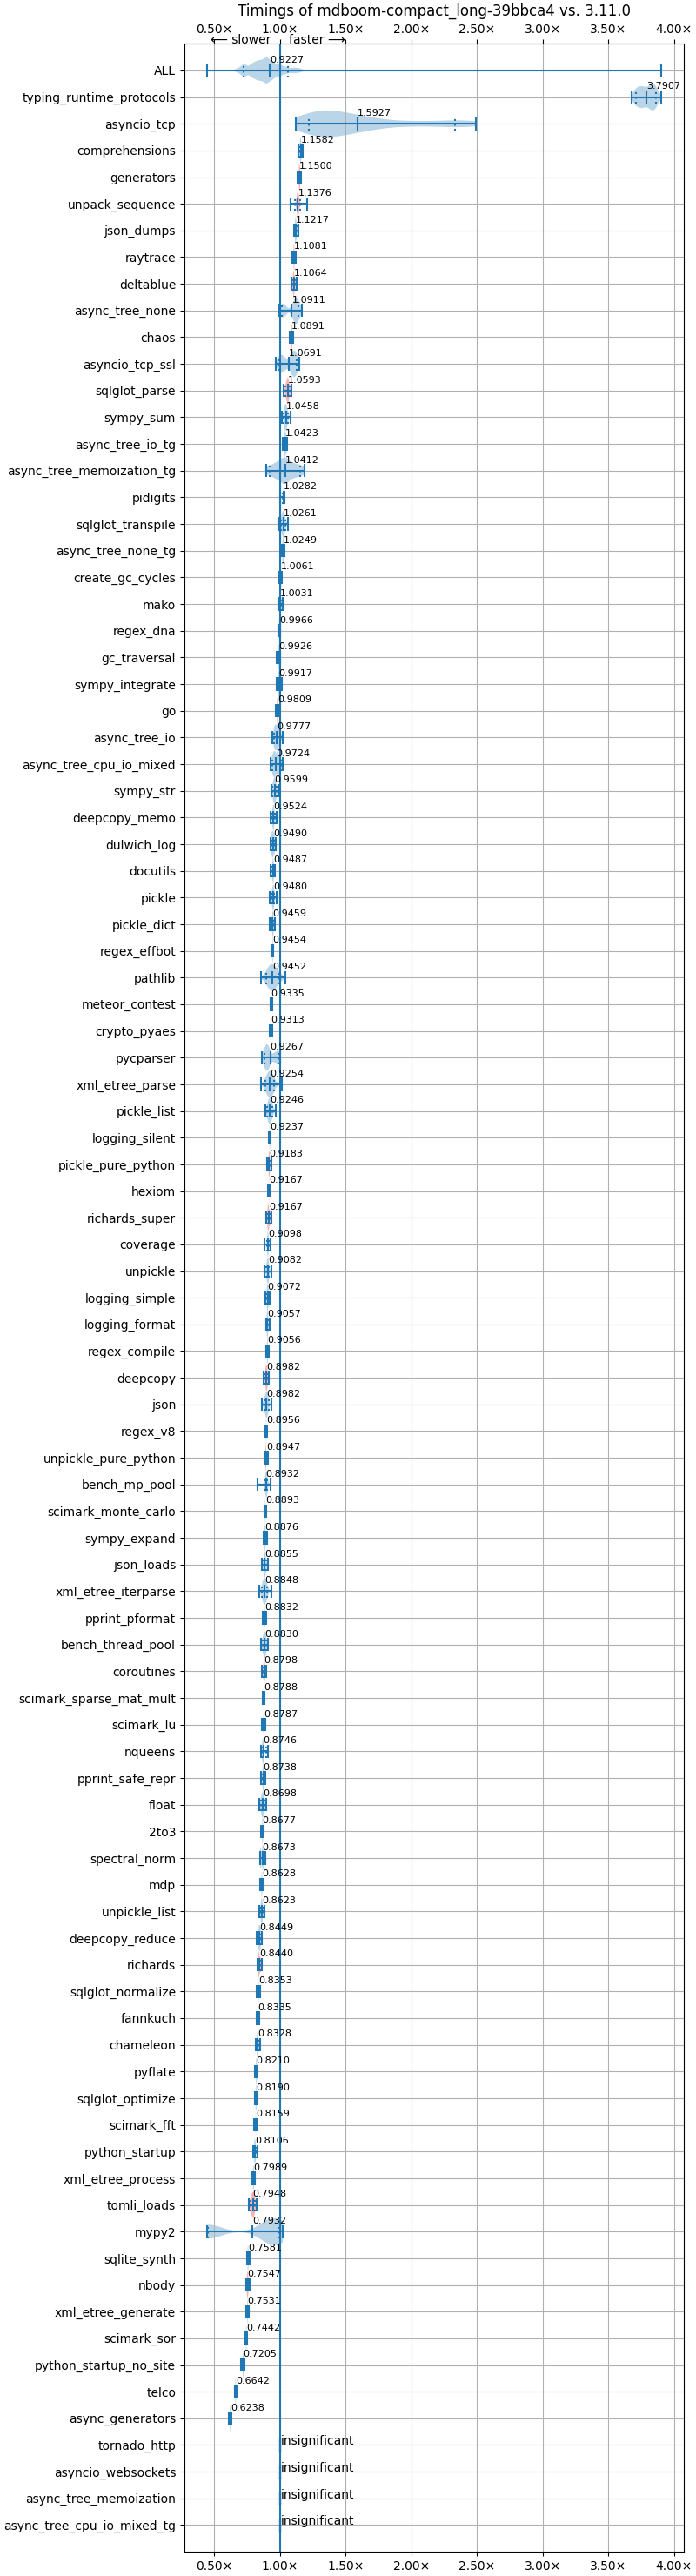 Timings of mdboom-compact_long-39bbca4 vs. 3.11.0
0.50× 1.00× 1.50× 2.00× 2.50× 3.00× 3.50× 4.00×
⟵ slower faster ⟶
ALL 0.9227
typing_runtime_protocols 3.7907
asyncio_tcp 1.5927
comprehensions 1.1582
generators 1.1500
unpack_sequence 1.1376
json_dumps 1.1217
raytrace 1.1081
deltablue 1.1064
async_tree_none 1.0911
chaos 1.0891
asyncio_tcp_ssl 1.0691
sqlglot_parse 1.0593
sympy_sum 1.0458
async_tree_io_tg 1.0423
async_tree_memoization_tg 1.0412
pidigits 1.0282
sqlglot_transpile 1.0261
async_tree_none_tg 1.0249
create_gc_cycles 1.0061
mako 1.0031
regex_dna 0.9966
gc_traversal 0.9926
sympy_integrate 0.9917
go 0.9809
async_tree_io 0.9777
async_tree_cpu_io_mixed 0.9724
sympy_str 0.9599
deepcopy_memo 0.9524
dulwich_log 0.9490
docutils 0.9487
pickle 0.9480
pickle_dict 0.9459
regex_effbot 0.9454
pathlib 0.9452
meteor_contest 0.9335
crypto_pyaes 0.9313
pycparser 0.9267
xml_etree_parse 0.9254
pickle_list 0.9246
logging_silent 0.9237
pickle_pure_python 0.9183
hexiom 0.9167
richards_super 0.9167
coverage 0.9098
unpickle 0.9082
logging_simple 0.9072
logging_format 0.9057
regex_compile 0.9056
deepcopy 0.8982
json 0.8982
regex_v8 0.8956
unpickle_pure_python 0.8947
bench_mp_pool 0.8932
scimark_monte_carlo 0.8893
sympy_expand 0.8876
json_loads 0.8855
xml_etree_iterparse 0.8848
pprint_pformat 0.8832
bench_thread_pool 0.8830
coroutines 0.8798
scimark_sparse_mat_mult 0.8788
scimark_lu 0.8787
nqueens 0.8746
pprint_safe_repr 0.8738
float 0.8698
2to3 0.8677
spectral_norm 0.8673
mdp 0.8628
unpickle_list 0.8623
deepcopy_reduce 0.8449
richards 0.8440
sqlglot_normalize 0.8353
fannkuch 0.8335
chameleon 0.8328
pyflate 0.8210
sqlglot_optimize 0.8190
scimark_fft 0.8159
python_startup 0.8106
xml_etree_process 0.7989
tomli_loads 0.7948
mypy2 0.7932
sqlite_synth 0.7581
nbody 0.7547
xml_etree_generate 0.7531
scimark_sor 0.7442
python_startup_no_site 0.7205
telco 0.6642
async_generators 0.6238
tornado_http insignificant
asyncio_websockets insignificant
async_tree_memoization insignificant
async_tree_cpu_io_mixed_tg insignificant
0.50× 1.00× 1.50× 2.00× 2.50× 3.00× 3.50× 4.00×